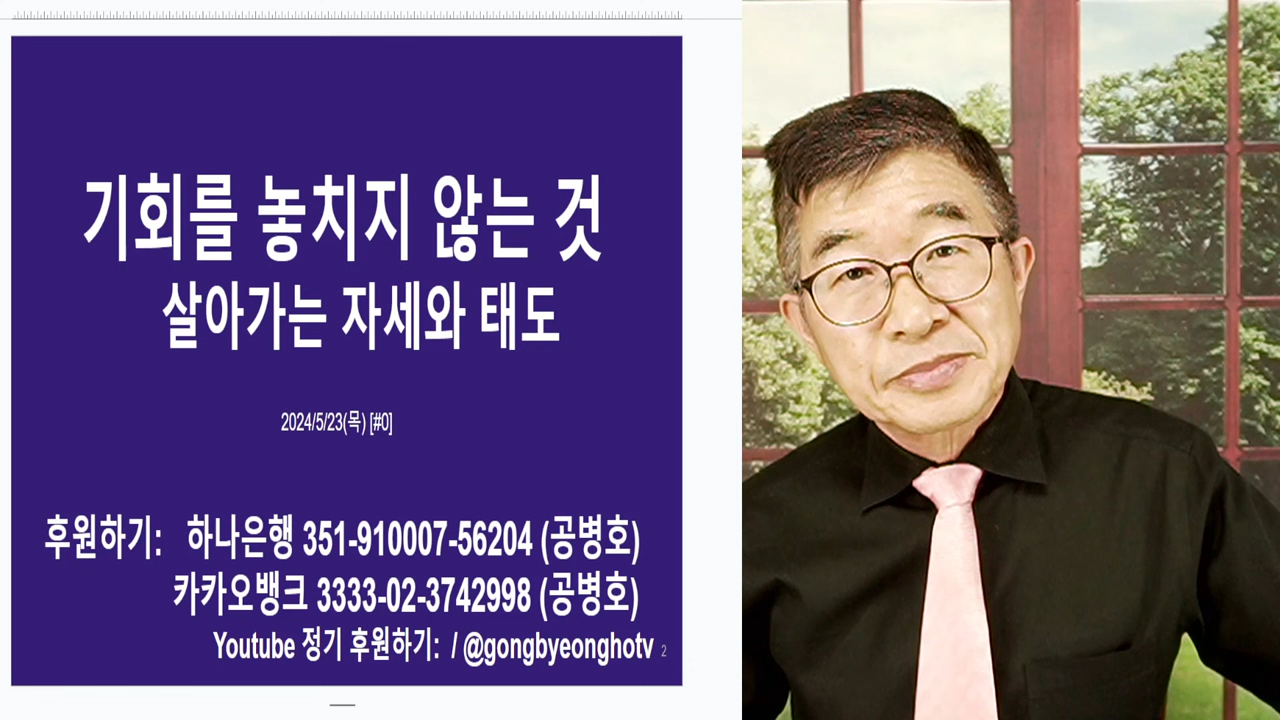 기회를 놓치지 않는 것
살아가는 자세와 태도
2024/5/23(목) [#0]
후원하기: 하나은행 351-910007-56204 (공병호)
카카오뱅크 3333-02-3742998 (공병호)
Youtube 정기 후원하기: / @gongbyeonghotv 2